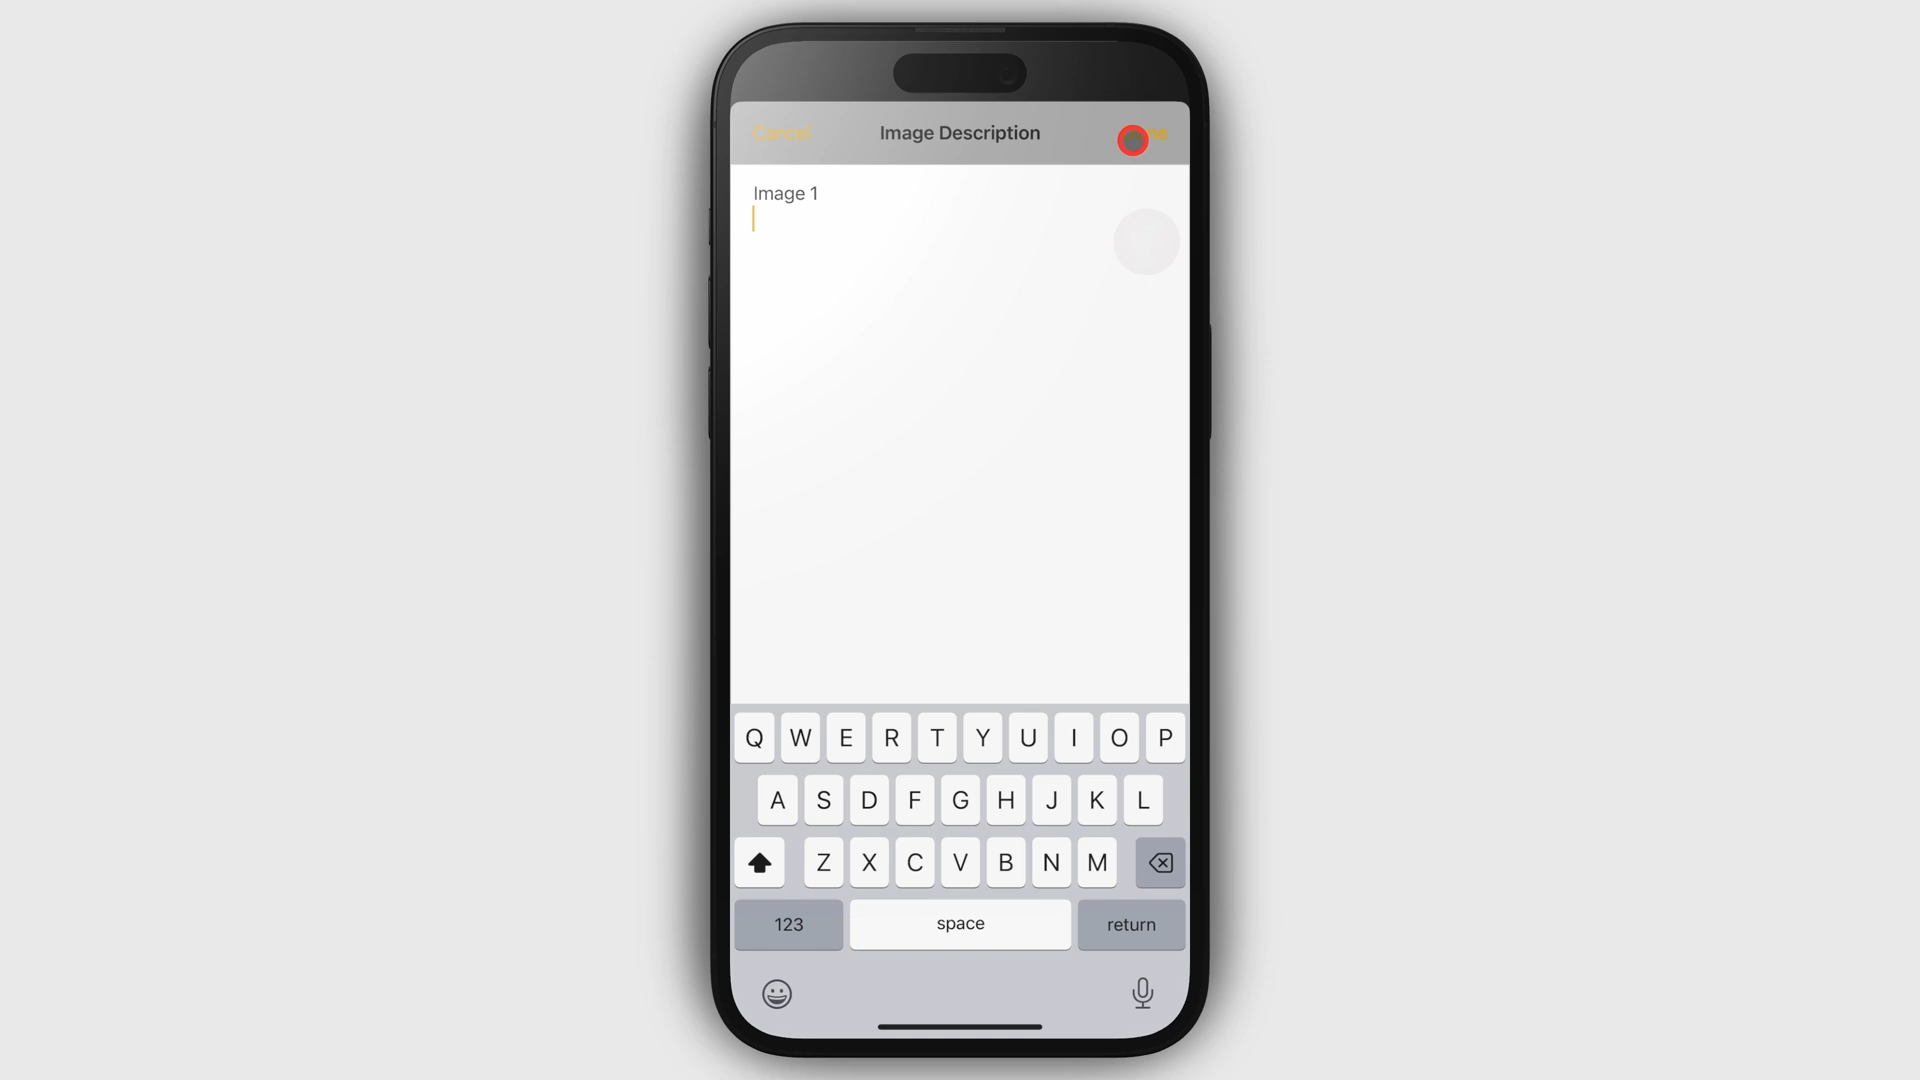 Cancel
Image Description
Image 1
Q W E R T Y U I O P
A S D F G H J K L
Z X C V B N M
123
space
return